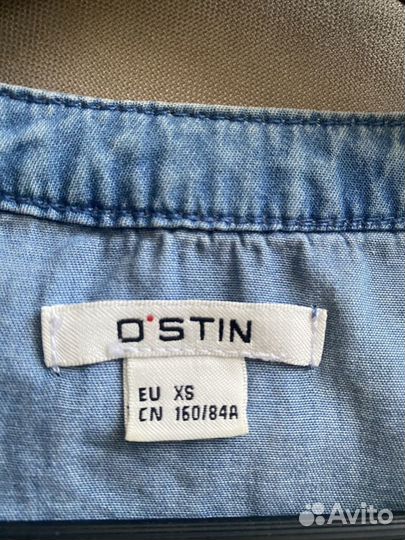 O'STIN
EU XS
CN 160/84A
Avito